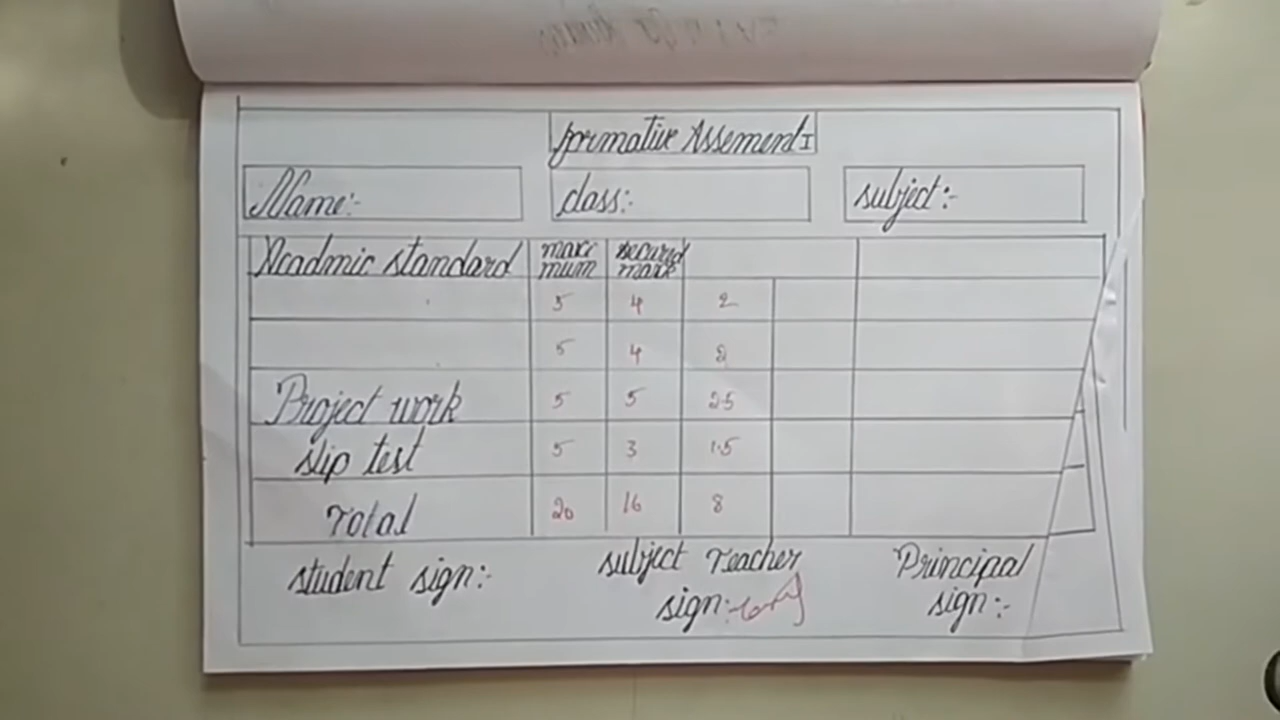 formative Assement-I
Name:-
class:-
subject:-
Acadmic standard maxi mum secured mark
5 4 2
5 4 2
Project work 5 5 2.5
slip test 5 3 1.5
Total 20 16 8
student sign:-
subject Teacher
sign:-
Principal
sign:-